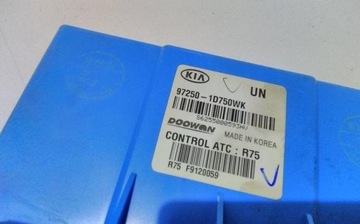 KIA
UN
97250-1D750WK
DOOWON
MADE IN KOREA
CONTROL ATC : R75
R75 F9120059